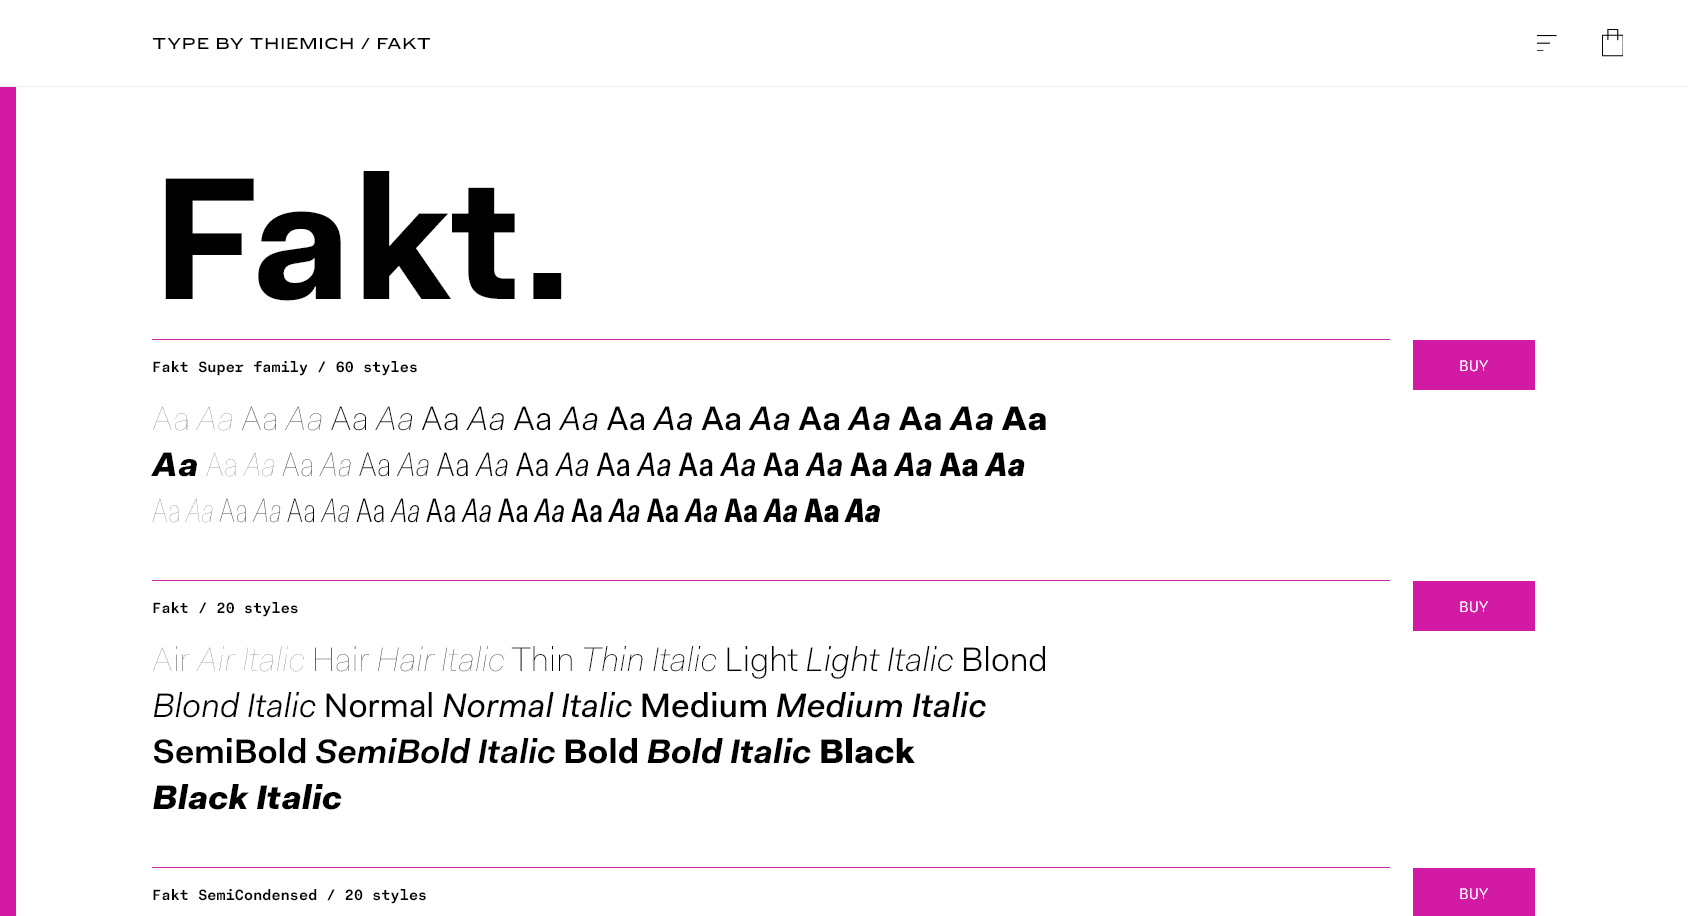 TYPE BY THIEMICH / FAKT
Fakt.
Fakt Super family / 60 styles
BUY
Aa Aa Aa Aa Aa Aa Aa Aa Aa Aa Aa Aa Aa Aa Aa Aa Aa Aa Aa
Aa Aa Aa Aa Aa Aa Aa Aa Aa Aa Aa Aa Aa Aa Aa Aa Aa Aa Aa
Aa Aa Aa Aa Aa Aa Aa Aa Aa Aa Aa Aa Aa Aa Aa Aa Aa Aa Aa Aa
Fakt / 20 styles
BUY
Air Air Italic Hair Hair Italic Thin Thin Italic Light Light Italic Blond
Blond Italic Normal Normal Italic Medium Medium Italic
SemiBold SemiBold Italic Bold Bold Italic Black
Black Italic
Fakt SemiCondensed / 20 styles
BUY